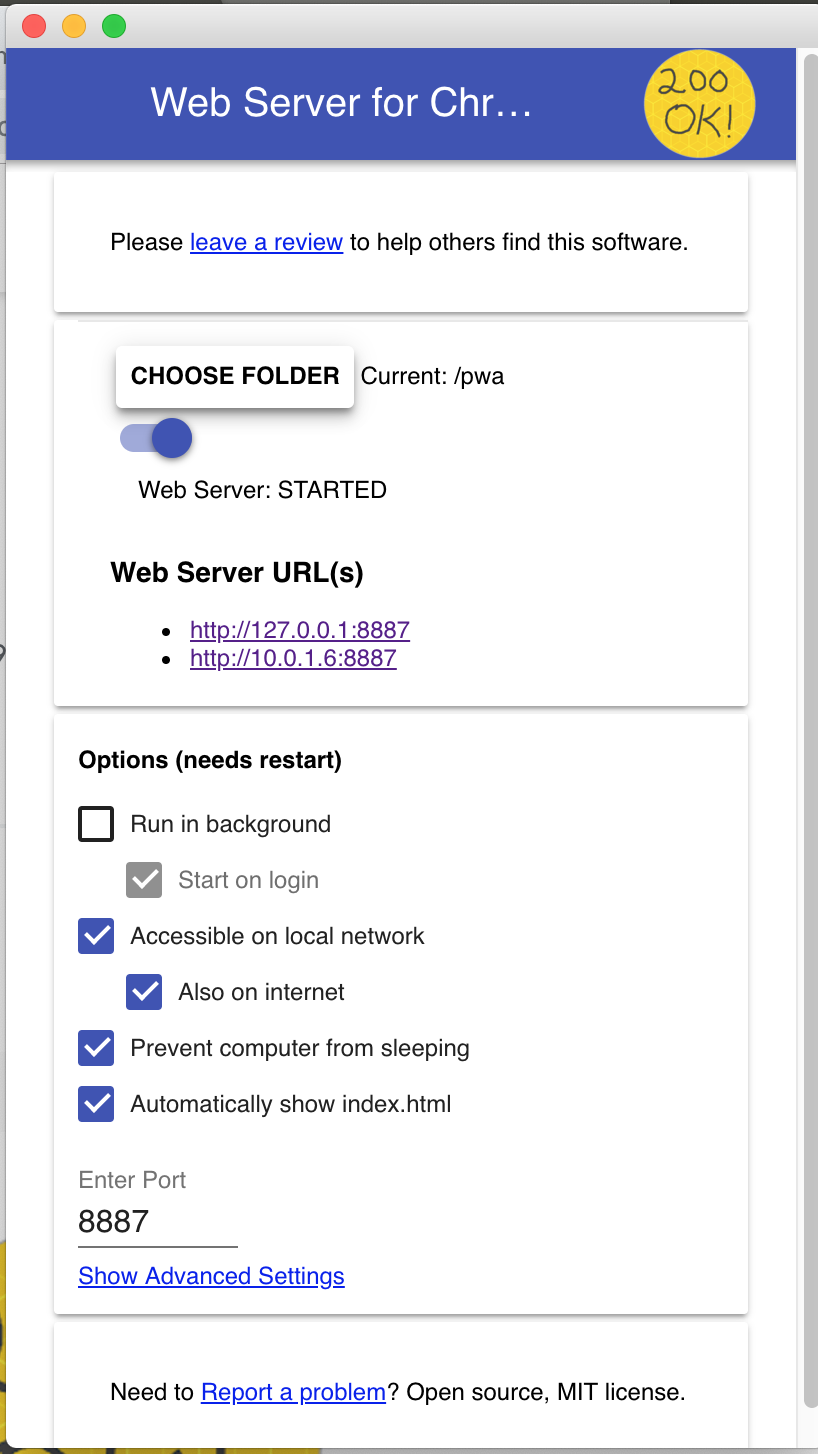 Web Server for Chr…
200
OK!
Please leave a review to help others find this software.
CHOOSE FOLDER Current: /pwa
Web Server: STARTED
Web Server URL(s)
http://127.0.0.1:8887
http://10.0.1.6:8887
Options (needs restart)
Run in background
Start on login
Accessible on local network
Also on internet
Prevent computer from sleeping
Automatically show index.html
Enter Port
8887
Show Advanced Settings
Need to Report a problem? Open source, MIT license.